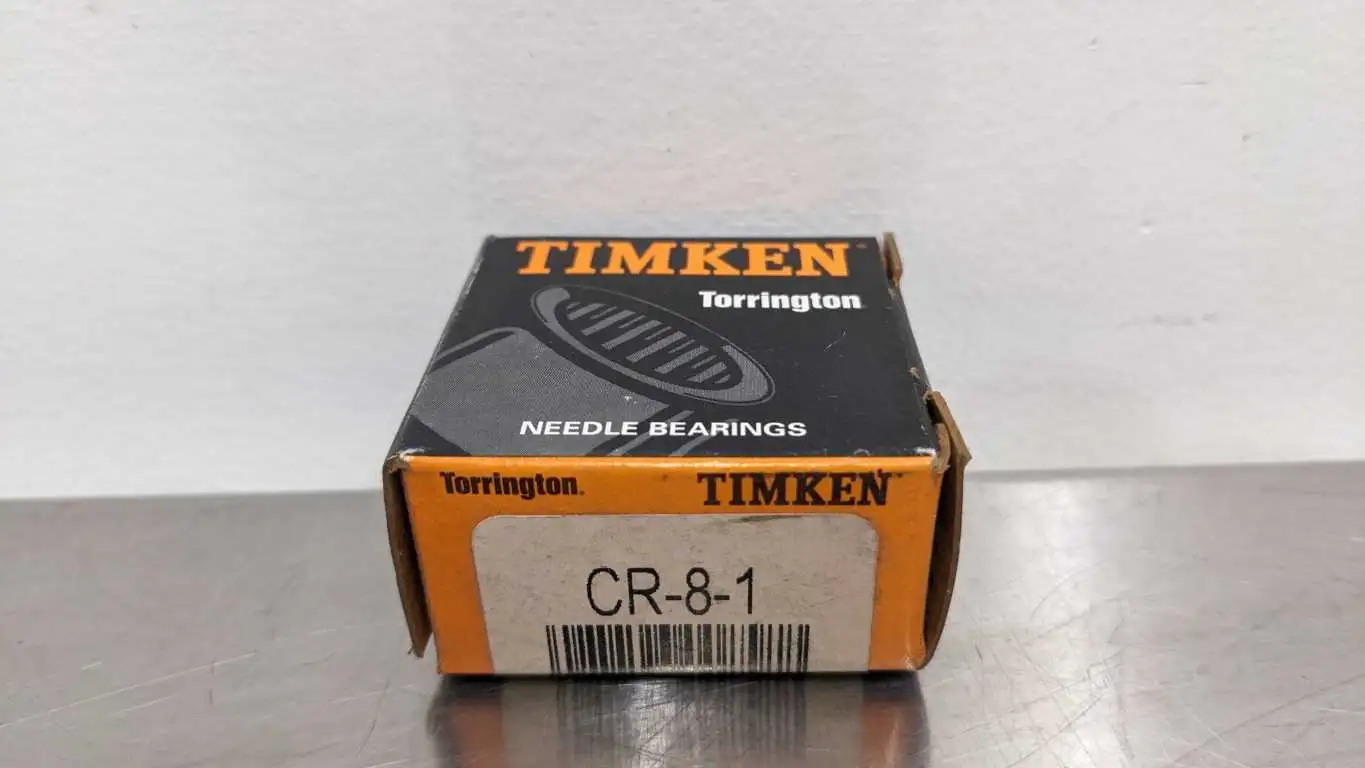 TIMKEN
Torrington
NEEDLE BEARINGS
Torrington. TIMKEN
CR-8-1